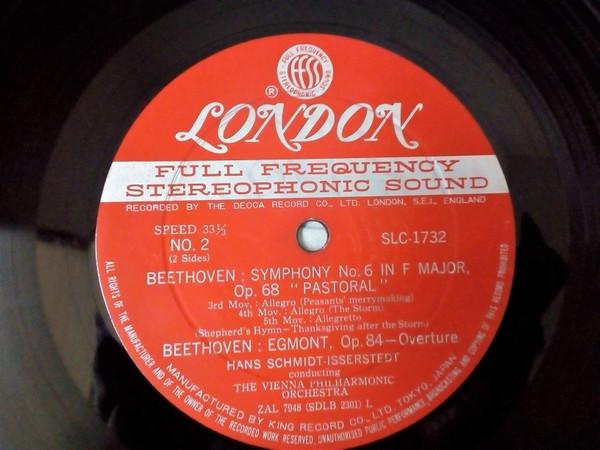 FULL FREQUENCY
ffss
STEREOPHONIC SOUND
®
LONDON
FULL FREQUENCY
STEREOPHONIC SOUND
RECORDED BY THE DECCA RECORD CO., LTD. LONDON, S.E.I., ENGLAND
SPEED 33⅓
NO. 2
(2 Sides)
SLC-1732
BEETHOVEN : SYMPHONY No. 6 IN F MAJOR,
Op. 68 "PASTORAL"
3rd Mov. : Allegro (Peasants' merrymaking)
4th Mov. : Allegro (The Storm)
5th Mov. : Allegretto
(Shepherd's Hymn—Thanksgiving after the Storm)
BEETHOVEN : EGMONT, Op. 84—Overture
HANS SCHMIDT-ISSERSTEDT
conducting
THE VIENNA PHILHARMONIC
ORCHESTRA
ZAL 7948 (SDLB 2301) L
MANUFACTURED BY KING RECORD CO., LTD. TOKYO, JAPAN
ALL RIGHTS OF THE MANUFACTURER AND OF THE OWNER OF THE RECORDED WORK RESERVED. UNAUTHORISED PUBLIC PERFORMANCE, BROADCASTING AND COPYING OF THIS RECORD PROHIBITED